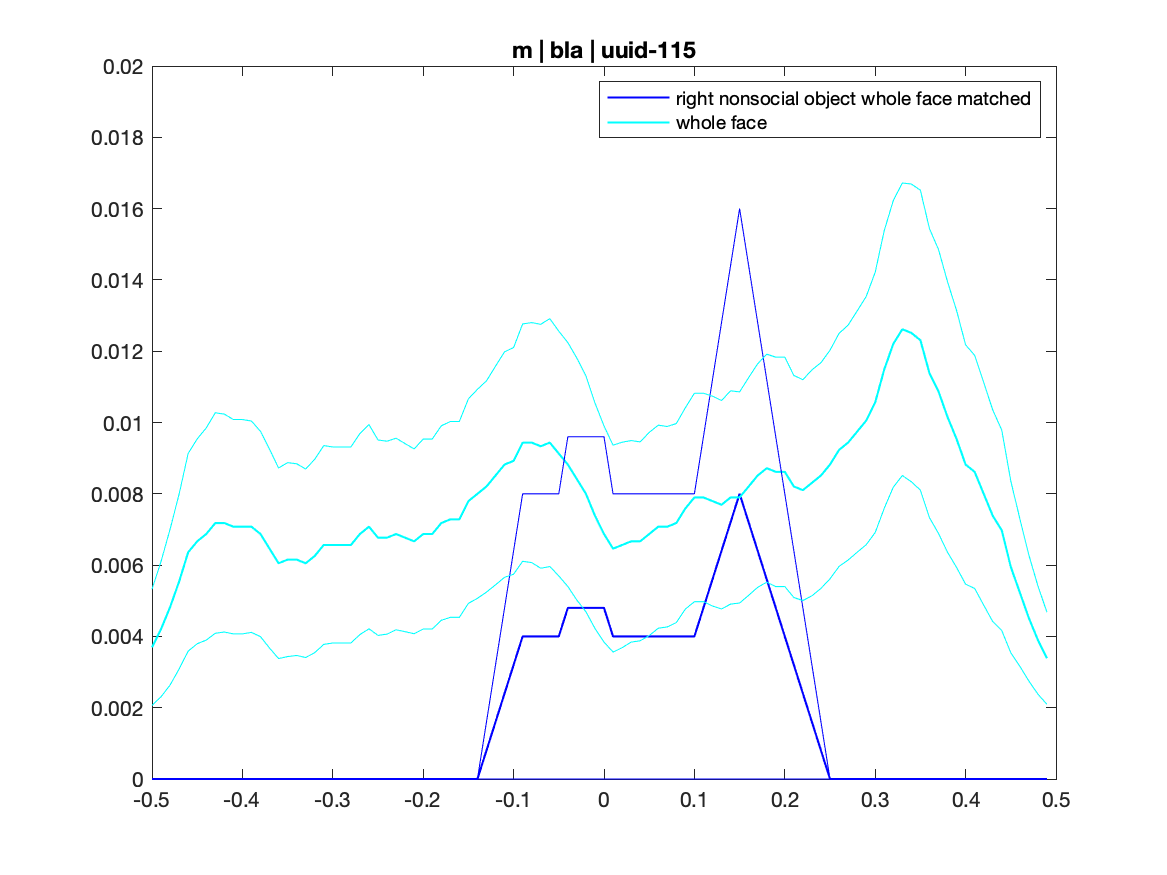 m | bla | uuid-115
0.02
0.018
0.016
0.014
0.012
0.01
0.008
0.006
0.004
0.002
0
right nonsocial object whole face matched
whole face
-0.5 -0.4 -0.3 -0.2 -0.1 0 0.1 0.2 0.3 0.4 0.5